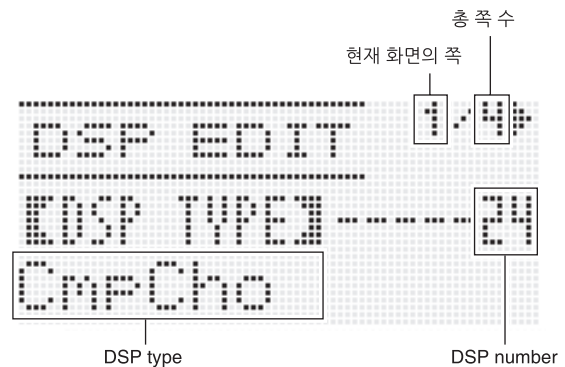 총 쪽 수
현재 화면의 쪽
DSP EDIT 1/4
【DSP TYPE】-----24
CmpCho
DSP type
DSP number